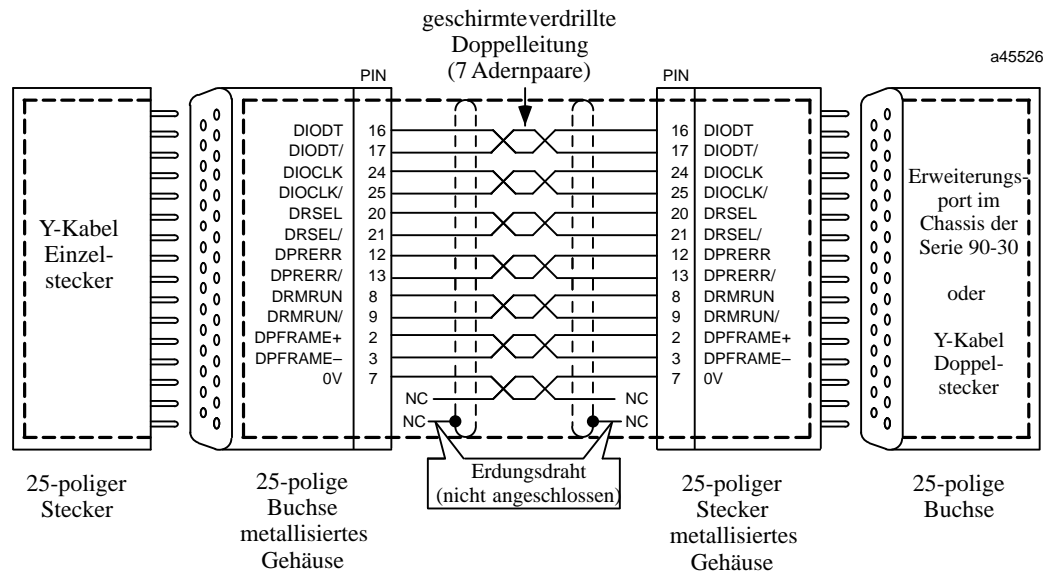 geschirmteverdrillte
Doppelleitung
(7 Adernpaare)
a45526
PIN PIN
DIODT 16 16 DIODT
DIODT/ 17 17 DIODT/
DIOCLK 24 24 DIOCLK
DIOCLK/ 25 25 DIOCLK/
DRSEL 20 20 DRSEL
DRSEL/ 21 21 DRSEL/
DPRERR 12 12 DPRERR
DPRERR/ 13 13 DPRERR/
DRMRUN 8 8 DRMRUN
DRMRUN/ 9 9 DRMRUN/
DPFRAME+ 2 2 DPFRAME+
DPFRAME– 3 3 DPFRAME–
0V 7 7 0V
NC NC
NC NC
Y-Kabel
Einzel-
stecker
Erweiterungs-
port im
Chassis der
Serie 90-30
oder
Y-Kabel
Doppel-
stecker
Erdungsdraht
(nicht angeschlossen)
25-poliger
Stecker
25-polige
Buchse
metallisiertes
Gehäuse
25-poliger
Stecker
metallisiertes
Gehäuse
25-polige
Buchse